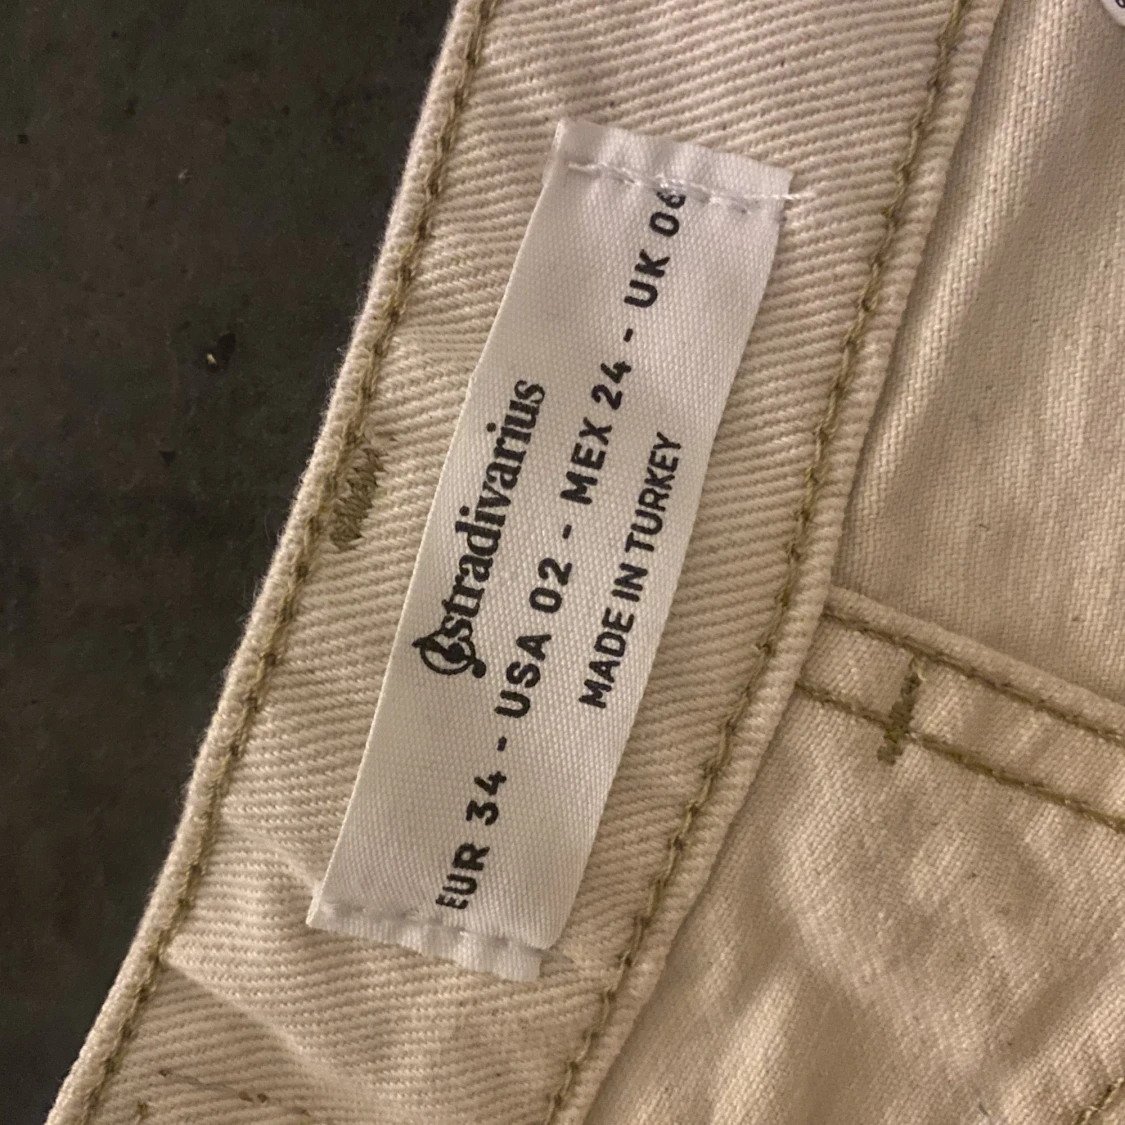 stradivarius
EUR 34 - USA 02 - MEX 24 - UK 06
MADE IN TURKEY